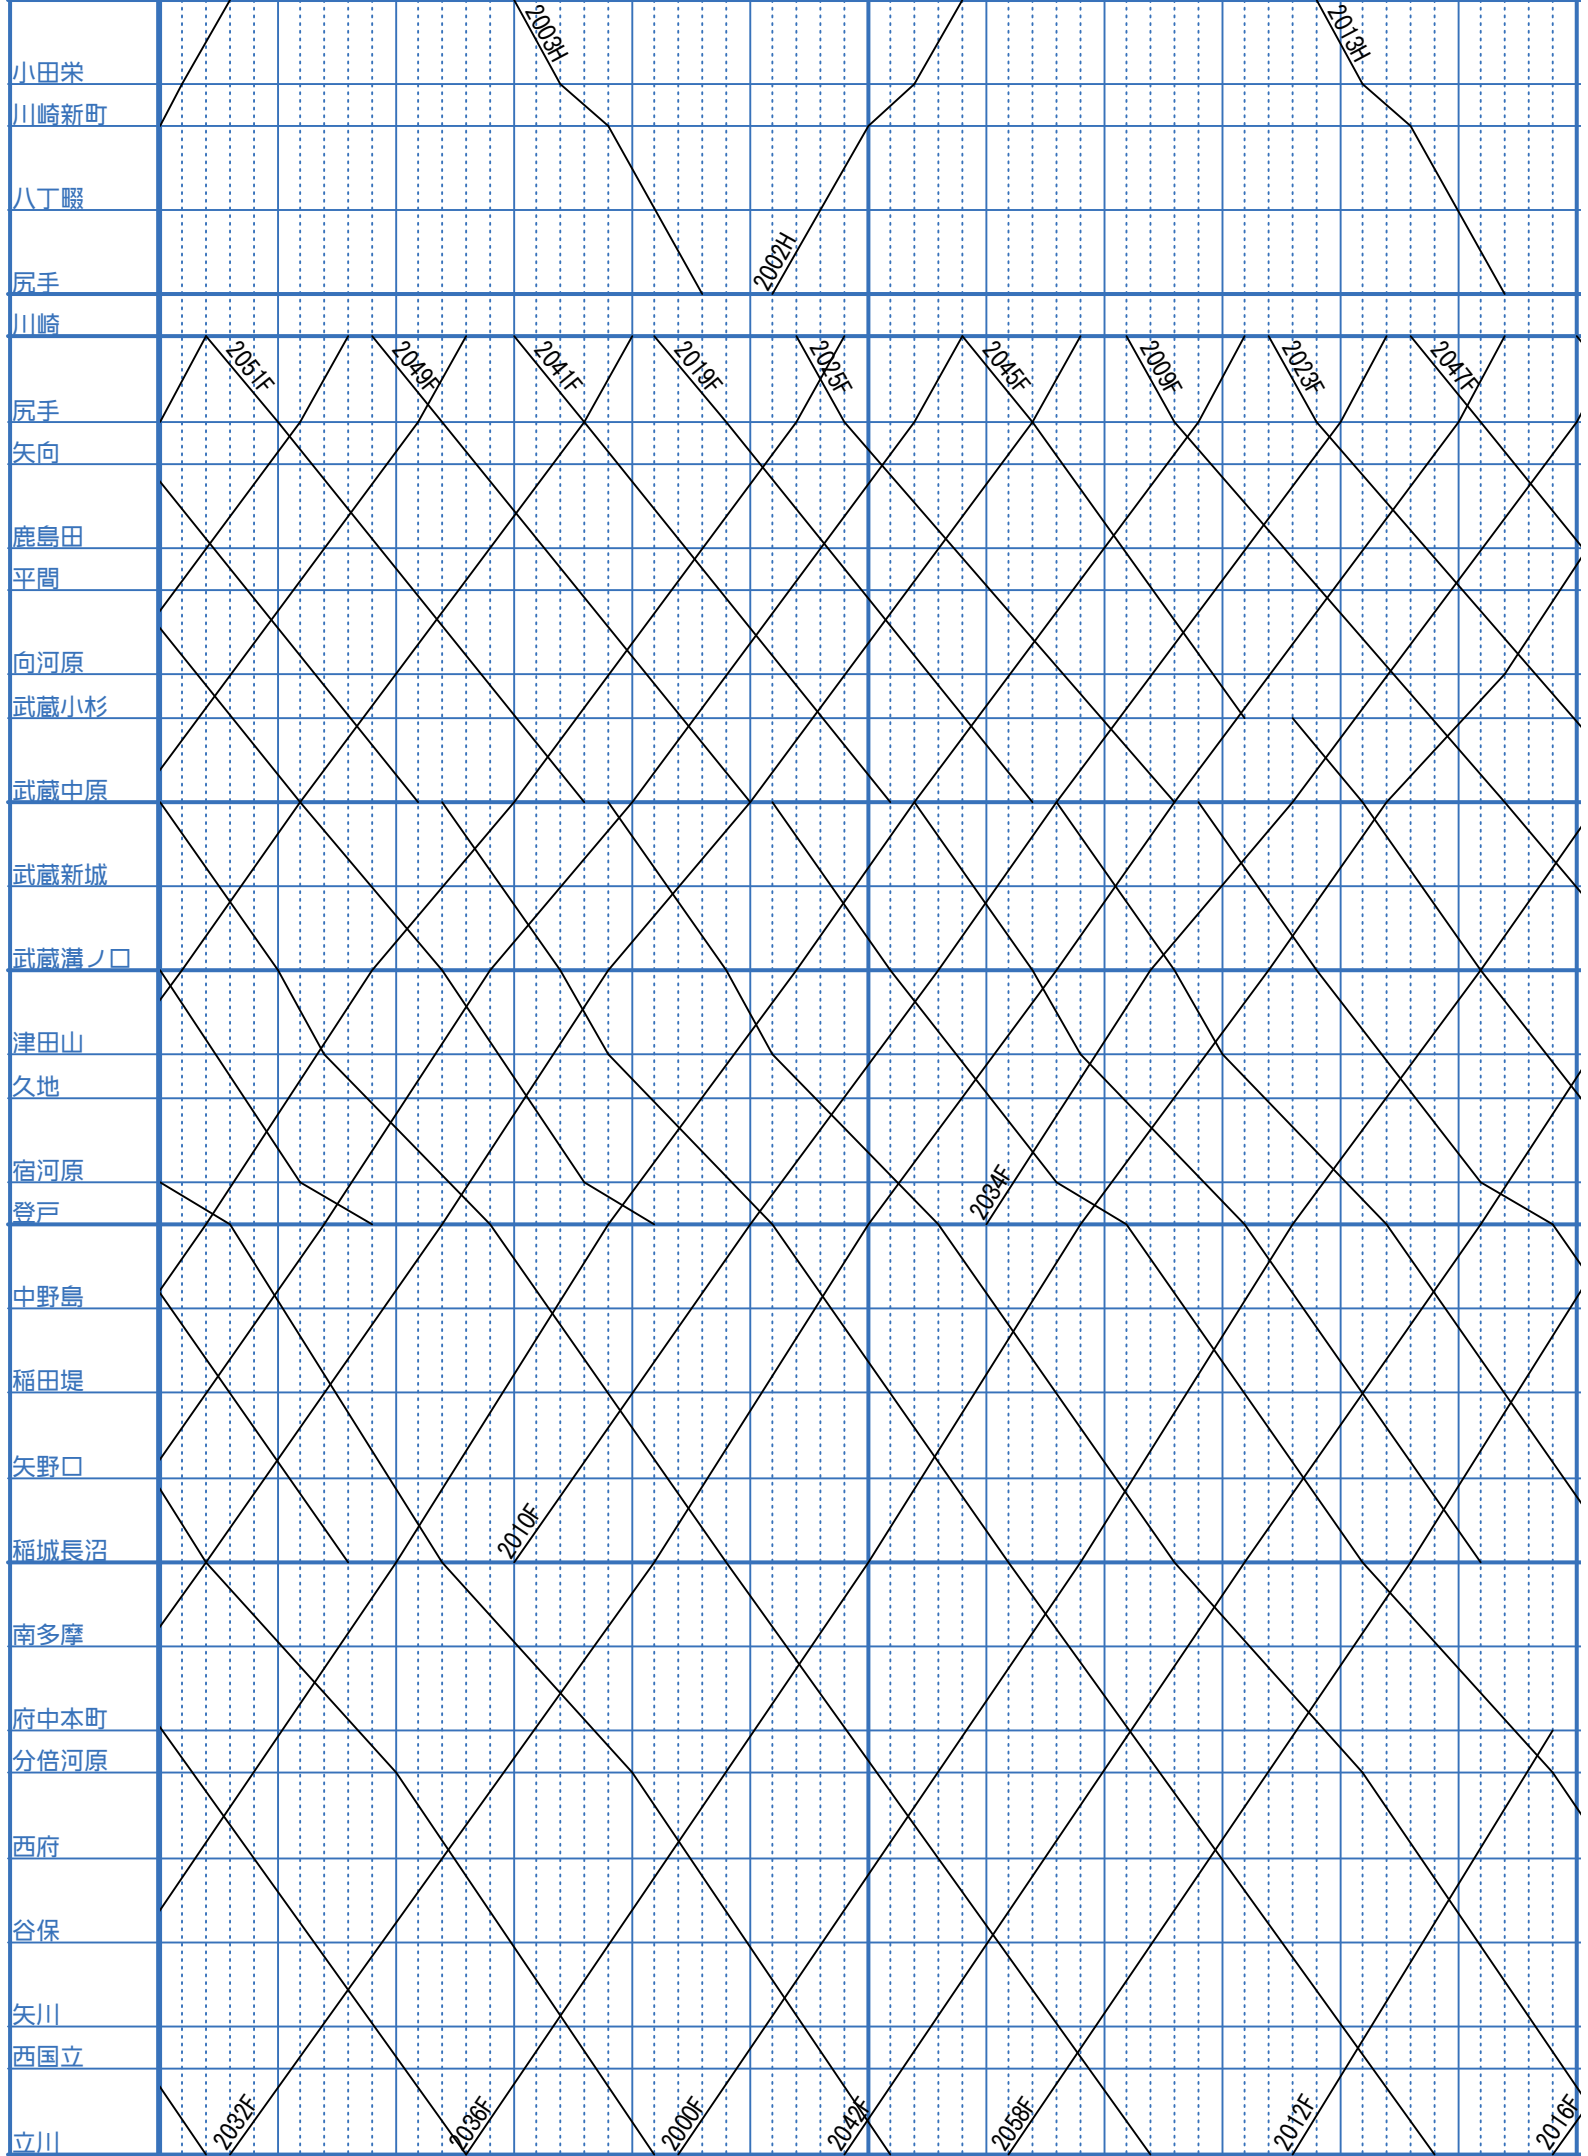 2003H
2013H
小田栄
川崎新町
八丁畷
2002H
尻手
川崎
2051F
2049F
2041F
2019F
2025F
2045F
2009F
2023F
2047F
尻手
矢向
鹿島田
平間
向河原
武蔵小杉
武蔵中原
武蔵新城
武蔵溝ノ口
津田山
久地
宿河原
2034F
登戸
中野島
稲田堤
矢野口
2010F
稲城長沼
南多摩
府中本町
分倍河原
西府
谷保
矢川
西国立
2032F
2036F
2000F
2042F
2058F
2012F
2016F
立川